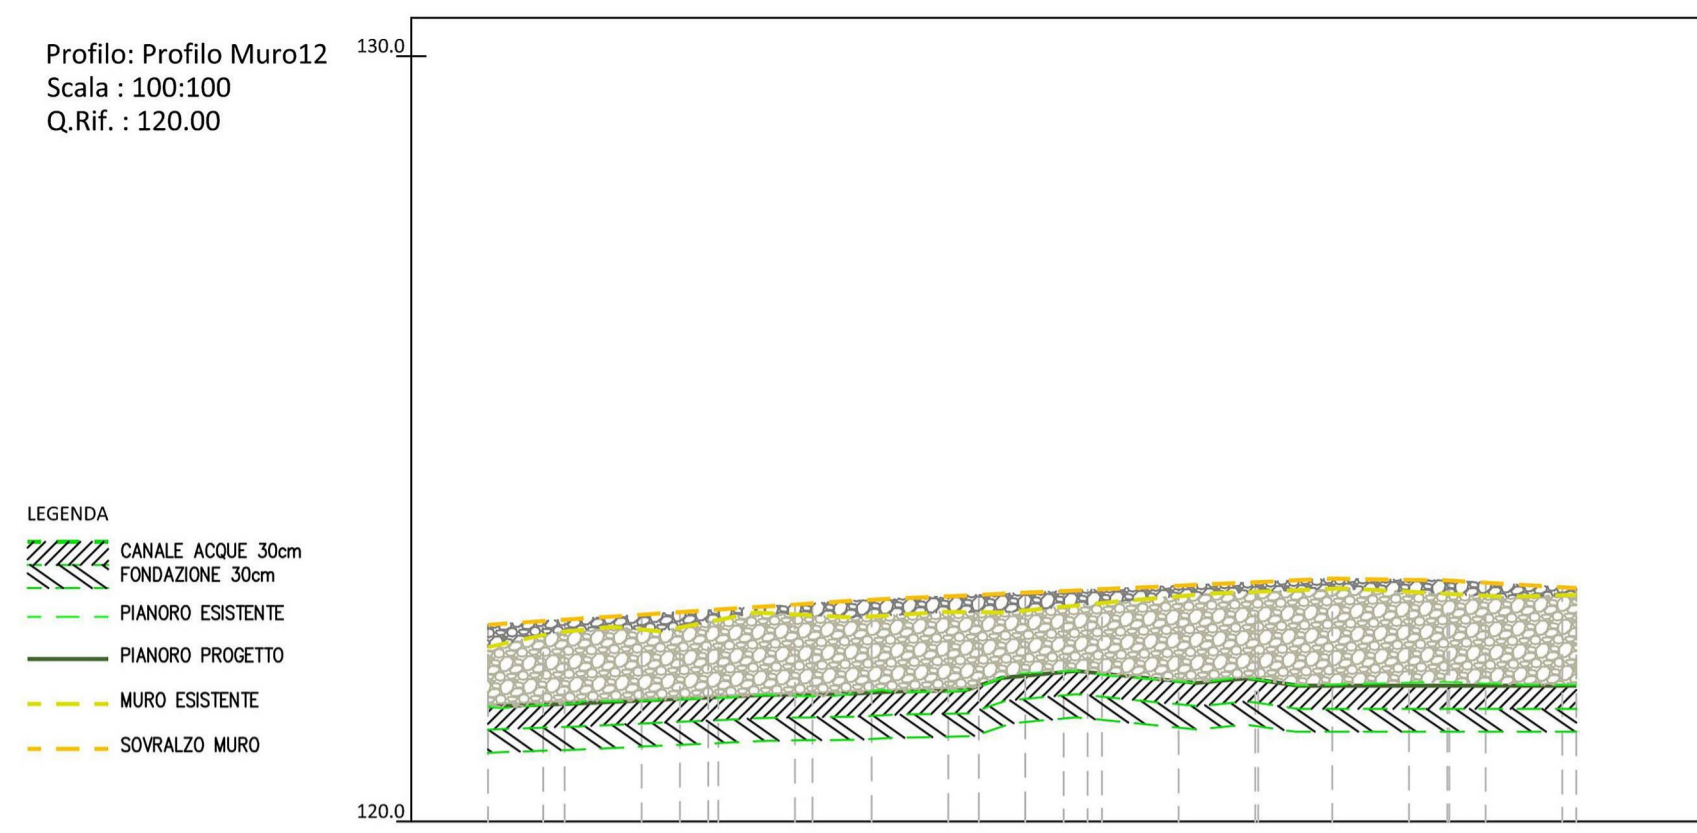 Profilo: Profilo Muro12
Scala : 100:100
Q.Rif. : 120.00
130.0
LEGENDA
CANALE ACQUE 30cm
FONDAZIONE 30cm
PIANORO ESISTENTE
PIANORO PROGETTO
MURO ESISTENTE
SOVRALZO MURO
120.0